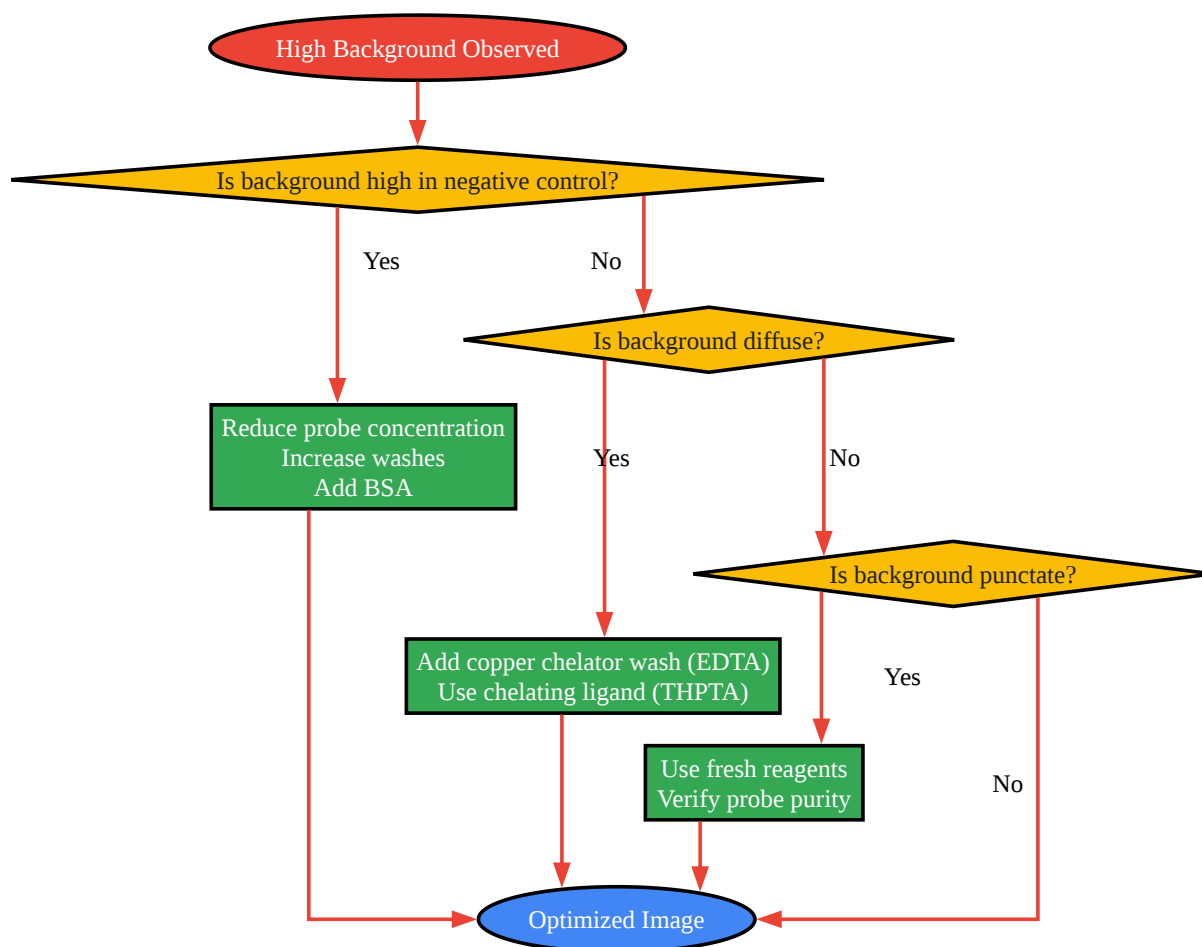 High Background Observed
Is background high in negative control?
Yes
No
Is background diffuse?
Reduce probe concentration
Increase washes
Add BSA
Yes
No
Is background punctate?
Add copper chelator wash (EDTA)
Use chelating ligand (THPTA)
Yes
Use fresh reagents
Verify probe purity
No
Optimized Image